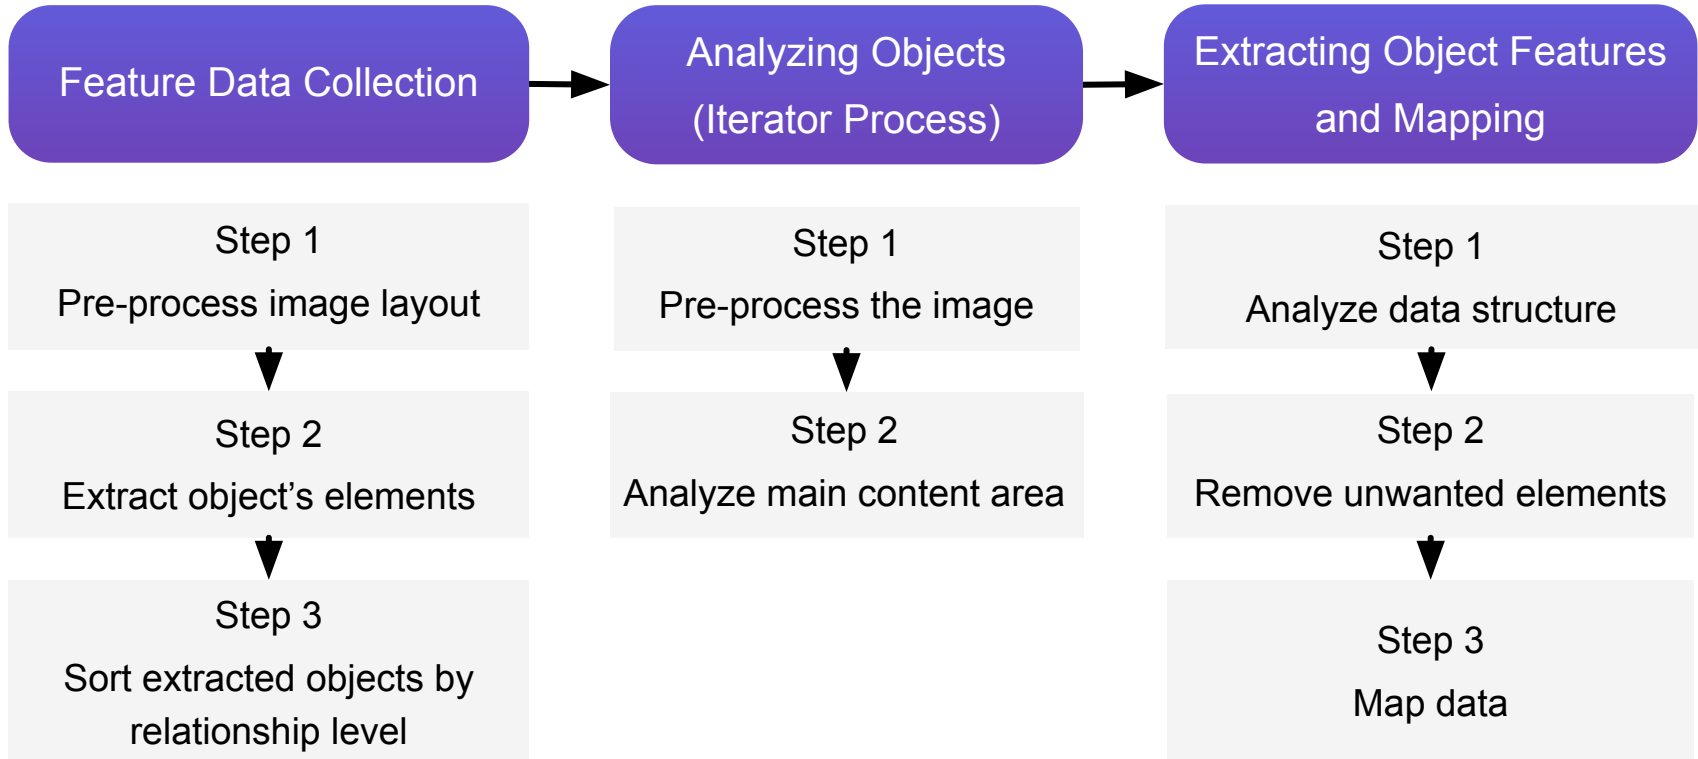 Feature Data Collection
Analyzing Objects
(Iterator Process)
Extracting Object Features
and Mapping
Step 1
Pre-process image layout
Step 2
Extract object’s elements
Step 3
Sort extracted objects by
relationship level
Step 1
Pre-process the image
Step 2
Analyze main content area
Step 1
Analyze data structure
Step 2
Remove unwanted elements
Step 3
Map data